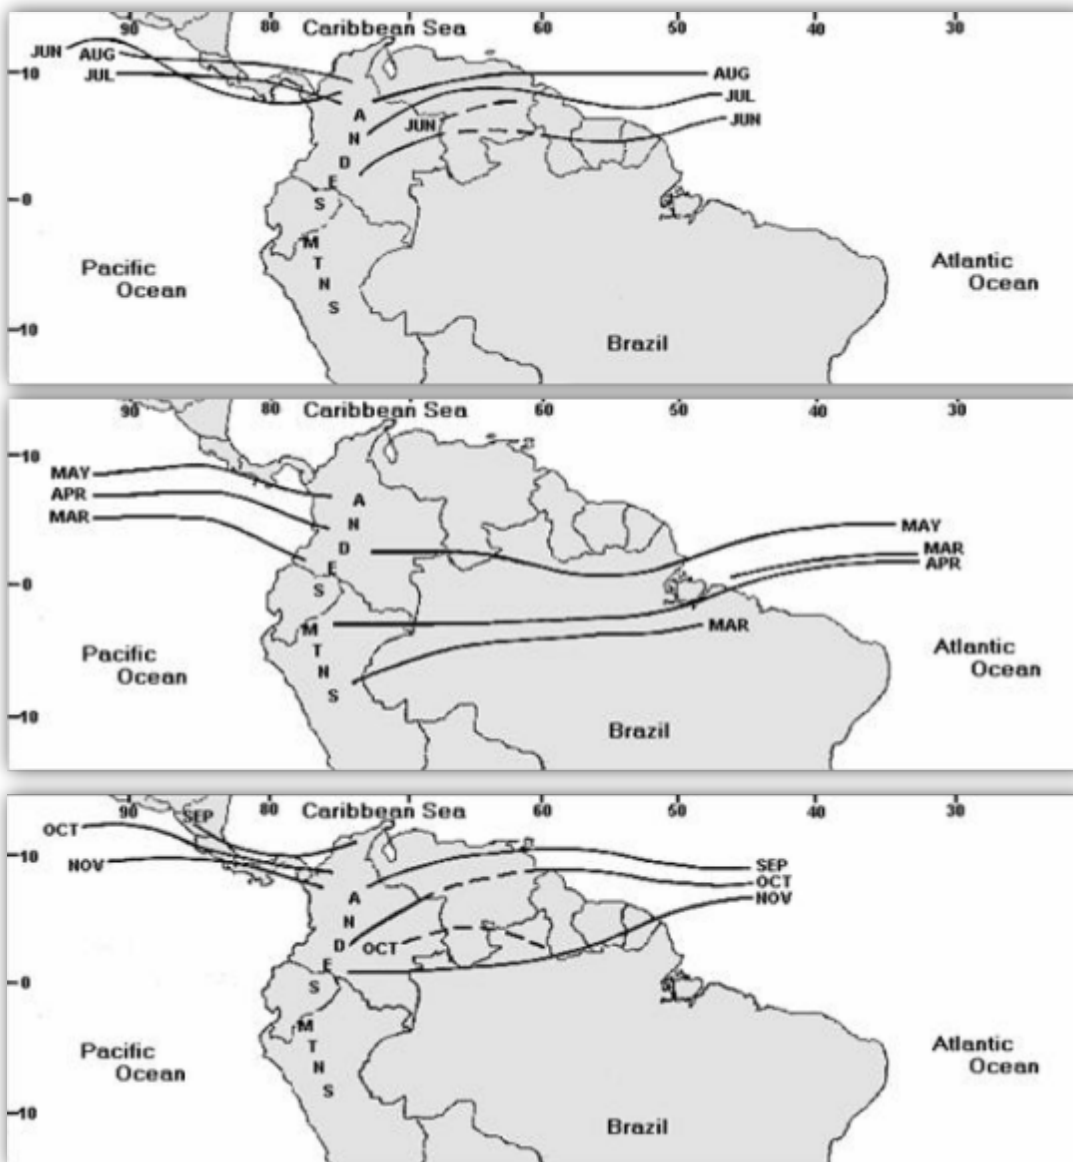 90 80 Caribbean Sea 60 50 40 30
JUN AUG
10
JUL
AUG
JUL
JUN
JUN
A
N
D
E
S
0
M
T
N
S
Pacific
Ocean
Atlantic
Ocean
10
Brazil
90 80 Caribbean Sea 60 50 40 30
10
MAY
APR
MAR
A
N
D
E
S
MAY
MAR
APR
0
M
T
N
S
MAR
Pacific
Ocean
Atlantic
Ocean
10
Brazil
90 80 Caribbean Sea 60 50 40 30
SEP
OCT
10
NOV
SEP
OCT
NOV
A
N
D
E
S
OCT
0
M
T
N
S
Pacific
Ocean
Atlantic
Ocean
10
Brazil